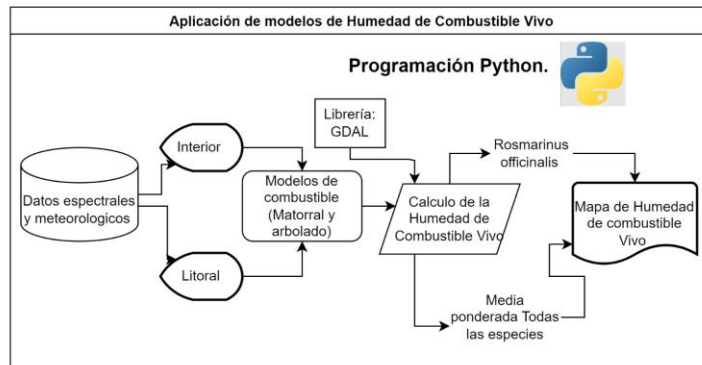 Aplicación de modelos de Humedad de Combustible Vivo
Programación Python.
Librería:
GDAL
Interior
Datos espectrales
y meteorologicos
Litoral
Modelos de
combustible
(Matorral y
arbolado)
Calculo de la
Humedad de
Combustible Vivo
Rosmarinus
officinalis
Media
ponderada Todas
las especies
Mapa de Humedad
de combustible
Vivo